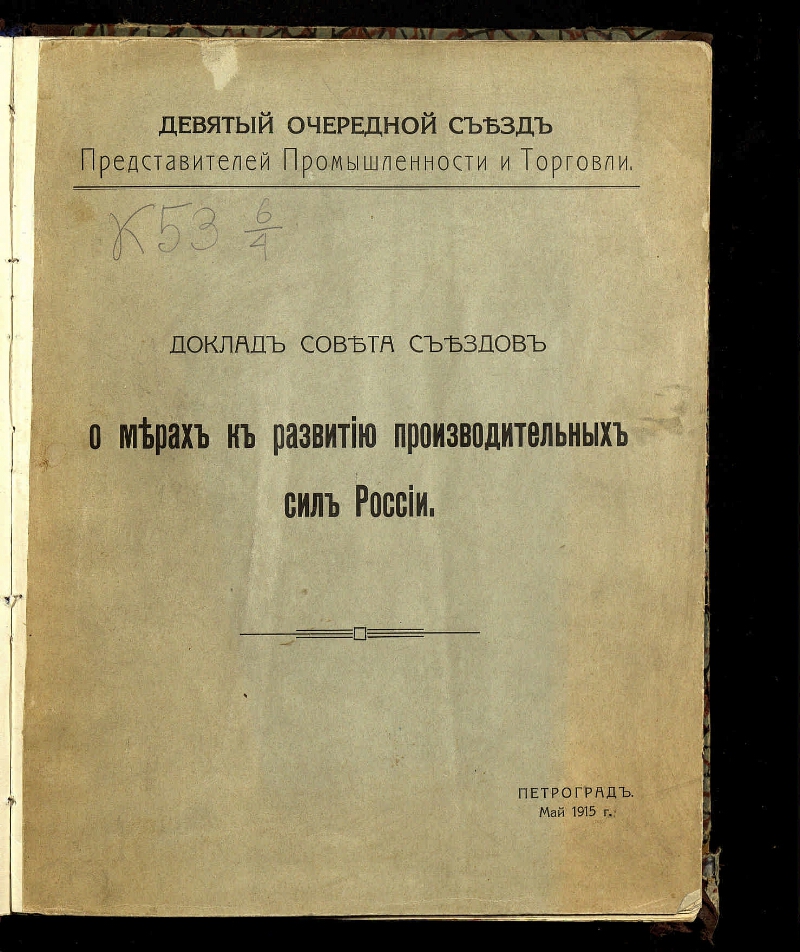 ДЕВЯТЫЙ ОЧЕРЕДНОЙ СЪѢЗДЪ
Представителей Промышленности и Торговли.
К53 6/4
ДОКЛАДЪ СОВѢТА СЪѢЗДОВЪ
о мѣрахъ къ развитію производительныхъ
силъ Россіи.
ПЕТРОГРАДЪ.
Май 1915 г.